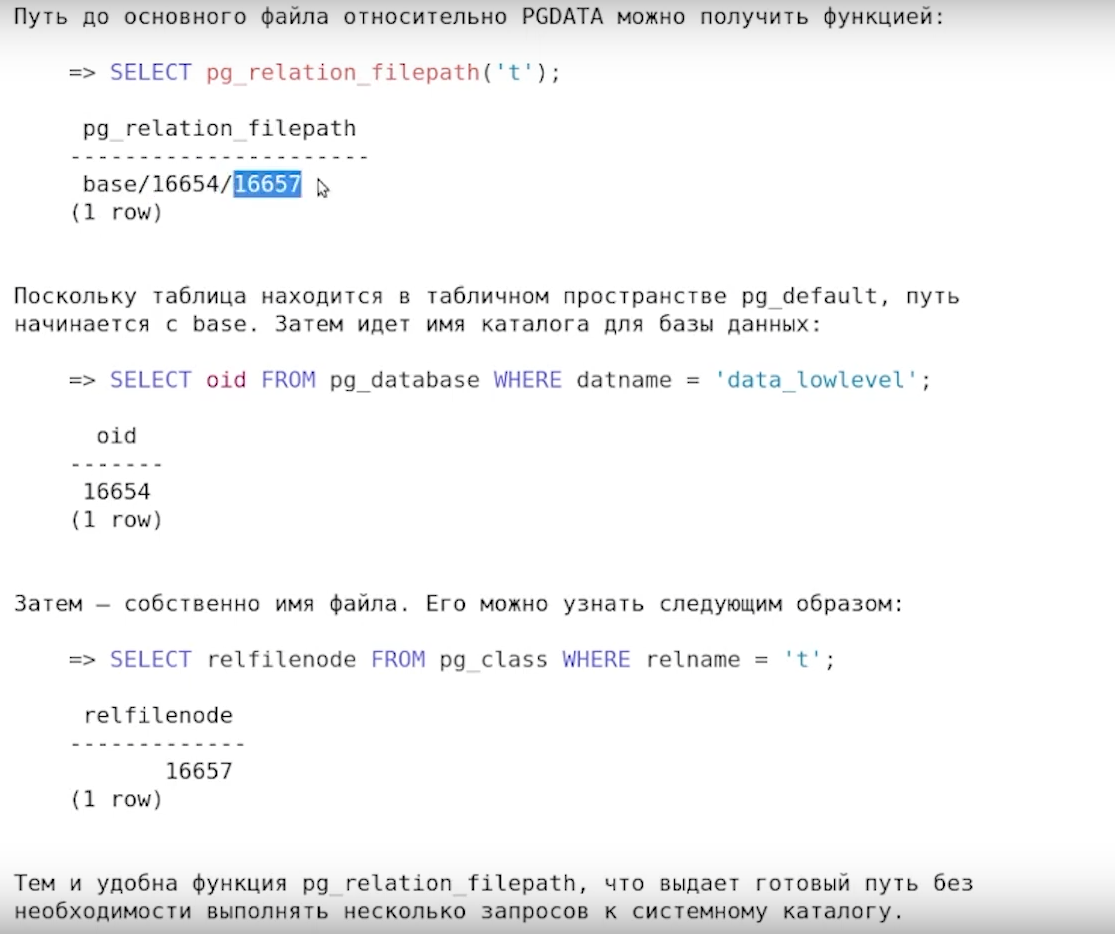 Путь до основного файла относительно PGDATA можно получить функцией:
=> SELECT pg_relation_filepath('t');
pg_relation_filepath
----------------------
base/16654/16657
(1 row)
Поскольку таблица находится в табличном пространстве pg_default, путь
начинается с base. Затем идет имя каталога для базы данных:
=> SELECT oid FROM pg_database WHERE datname = 'data_lowlevel';
oid
-------
16654
(1 row)
Затем — собственно имя файла. Его можно узнать следующим образом:
=> SELECT relfilenode FROM pg_class WHERE relname = 't';
relfilenode
-------------
16657
(1 row)
Тем и удобна функция pg_relation_filepath, что выдает готовый путь без
необходимости выполнять несколько запросов к системному каталогу.